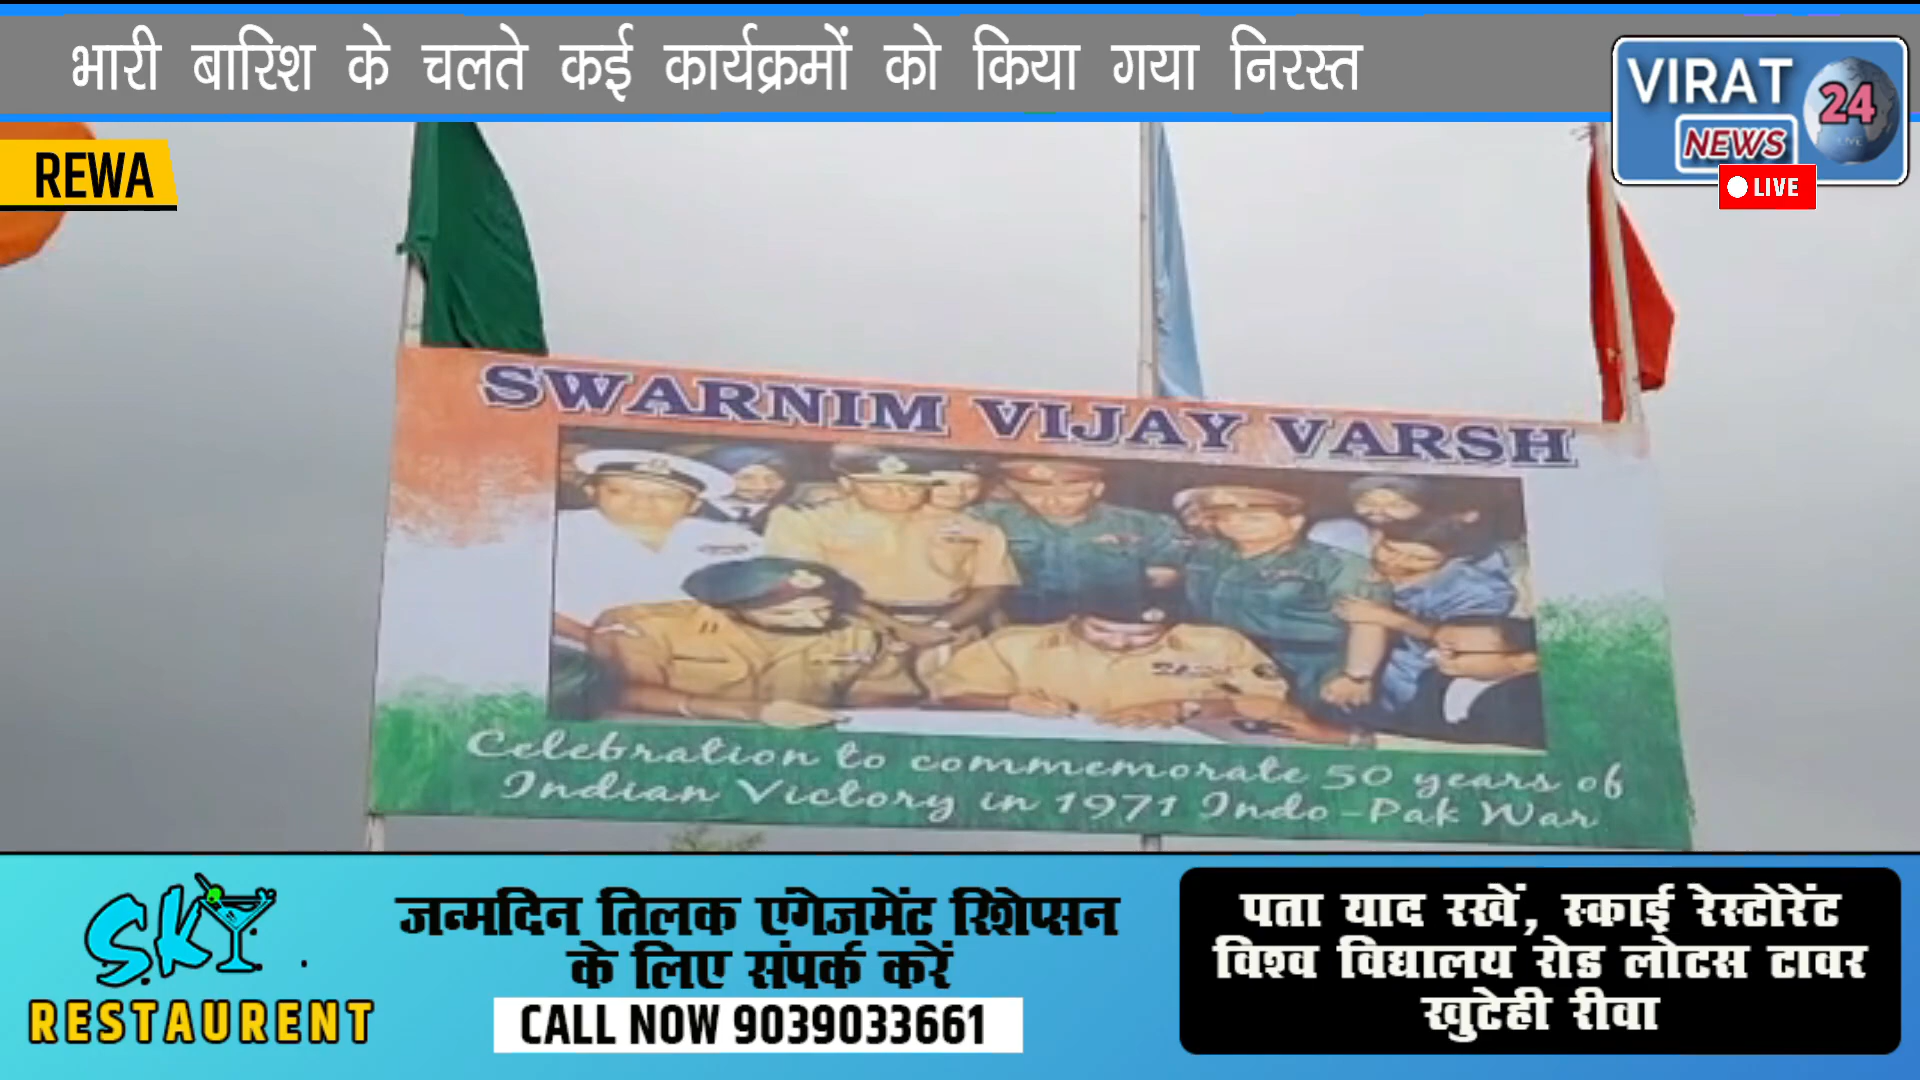 भारी बारिश के चलते कई कार्यक्रमों को किया गया निरस्त
VIRAT
24
NEWS
LIVE
LIVE
REWA
SWARNIM VIJAY VARSH
Celebration to commemorate 50 years of
Indian Victory in 1971 Indo-Pak War
SKY
RESTAURENT
जन्मदिन तिलक एंगेजमेंट रिशेप्सन
के लिए संपर्क करें
CALL NOW 9039033661
पता याद रखें, स्काई रेस्टोरेंट
विश्व विद्यालय रोड लोटस टावर
खुटेही रीवा